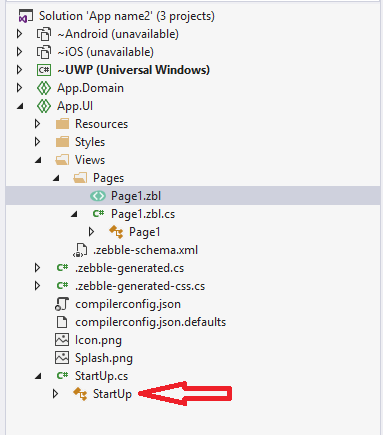 Solution 'App name2' (3 projects)
~Android (unavailable)
~iOS (unavailable)
C# ~UWP (Universal Windows)
App.Domain
App.UI
Resources
Styles
Views
Pages
Page1.zbl
C# Page1.zbl.cs
Page1
.zebble-schema.xml
C# .zebble-generated.cs
C# .zebble-generated-css.cs
compilerconfig.json
compilerconfig.json.defaults
Icon.png
Splash.png
C# StartUp.cs
StartUp